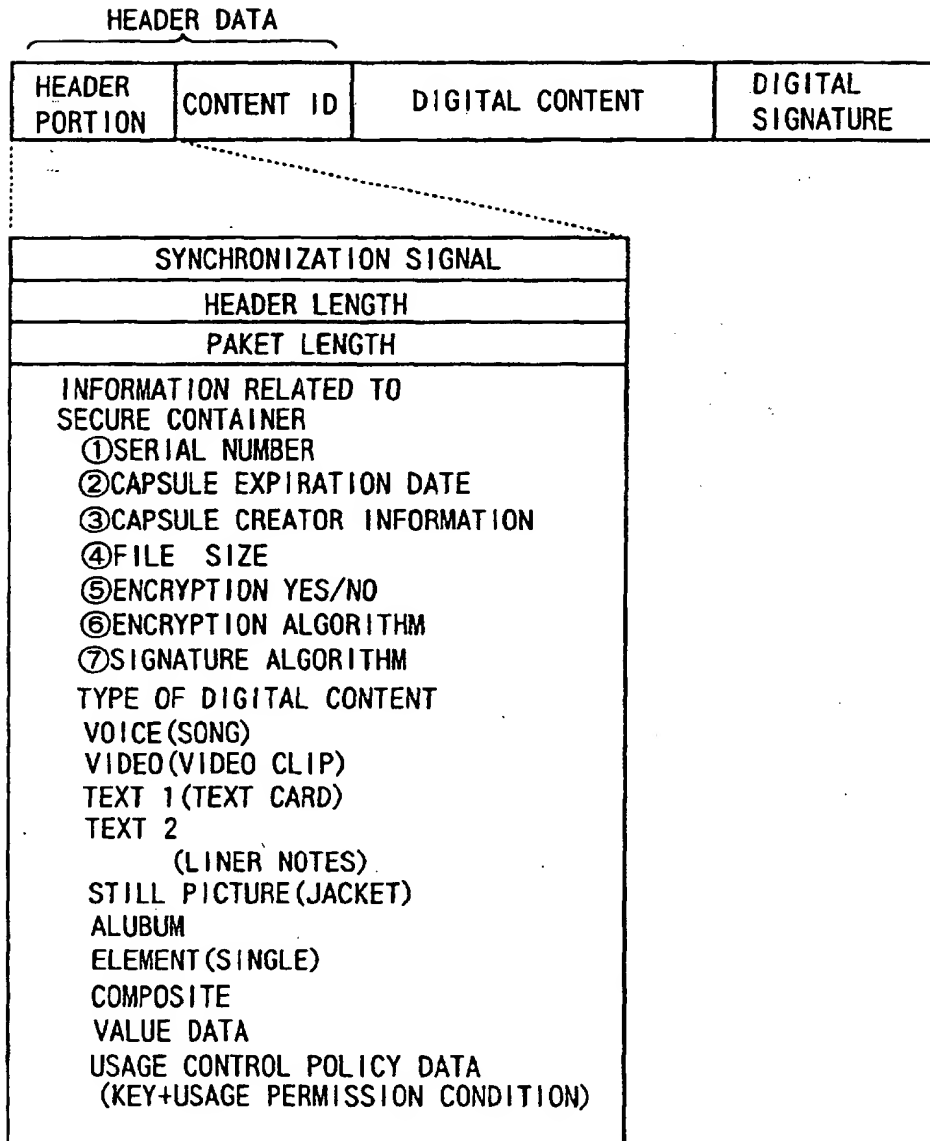 HEADER DATA
HEADER PORTION
CONTENT ID
DIGITAL CONTENT
DIGITAL SIGNATURE
SYNCHRONIZATION SIGNAL
HEADER LENGTH
PAKET LENGTH
INFORMATION RELATED TO
SECURE CONTAINER
①SERIAL NUMBER
②CAPSULE EXPIRATION DATE
③CAPSULE CREATOR INFORMATION
④FILE SIZE
⑤ENCRYPTION YES/NO
⑥ENCRYPTION ALGORITHM
⑦SIGNATURE ALGORITHM
TYPE OF DIGITAL CONTENT
VOICE(SONG)
VIDEO(VIDEO CLIP)
TEXT 1(TEXT CARD)
TEXT 2
(LINER NOTES)
STILL PICTURE(JACKET)
ALUBUM
ELEMENT(SINGLE)
COMPOSITE
VALUE DATA
USAGE CONTROL POLICY DATA
(KEY+USAGE PERMISSION CONDITION)